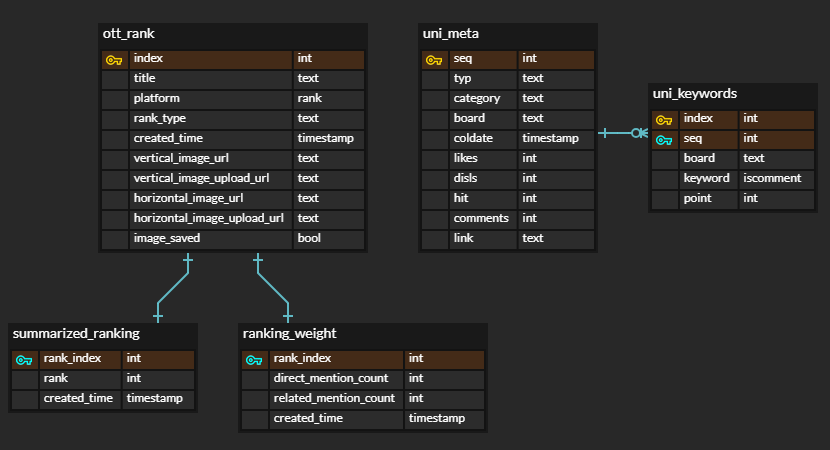 ott_rank
index int
title text
platform rank
rank_type text
created_time timestamp
vertical_image_url text
vertical_image_upload_url text
horizontal_image_url text
horizontal_image_upload_url text
image_saved bool
uni_meta
seq int
typ text
category text
board text
coldate timestamp
likes int
disls int
hit int
comments int
link text
uni_keywords
index int
seq int
board text
keyword iscomment
point int
summarized_ranking
rank_index int
rank int
created_time timestamp
ranking_weight
rank_index int
direct_mention_count int
related_mention_count int
created_time timestamp